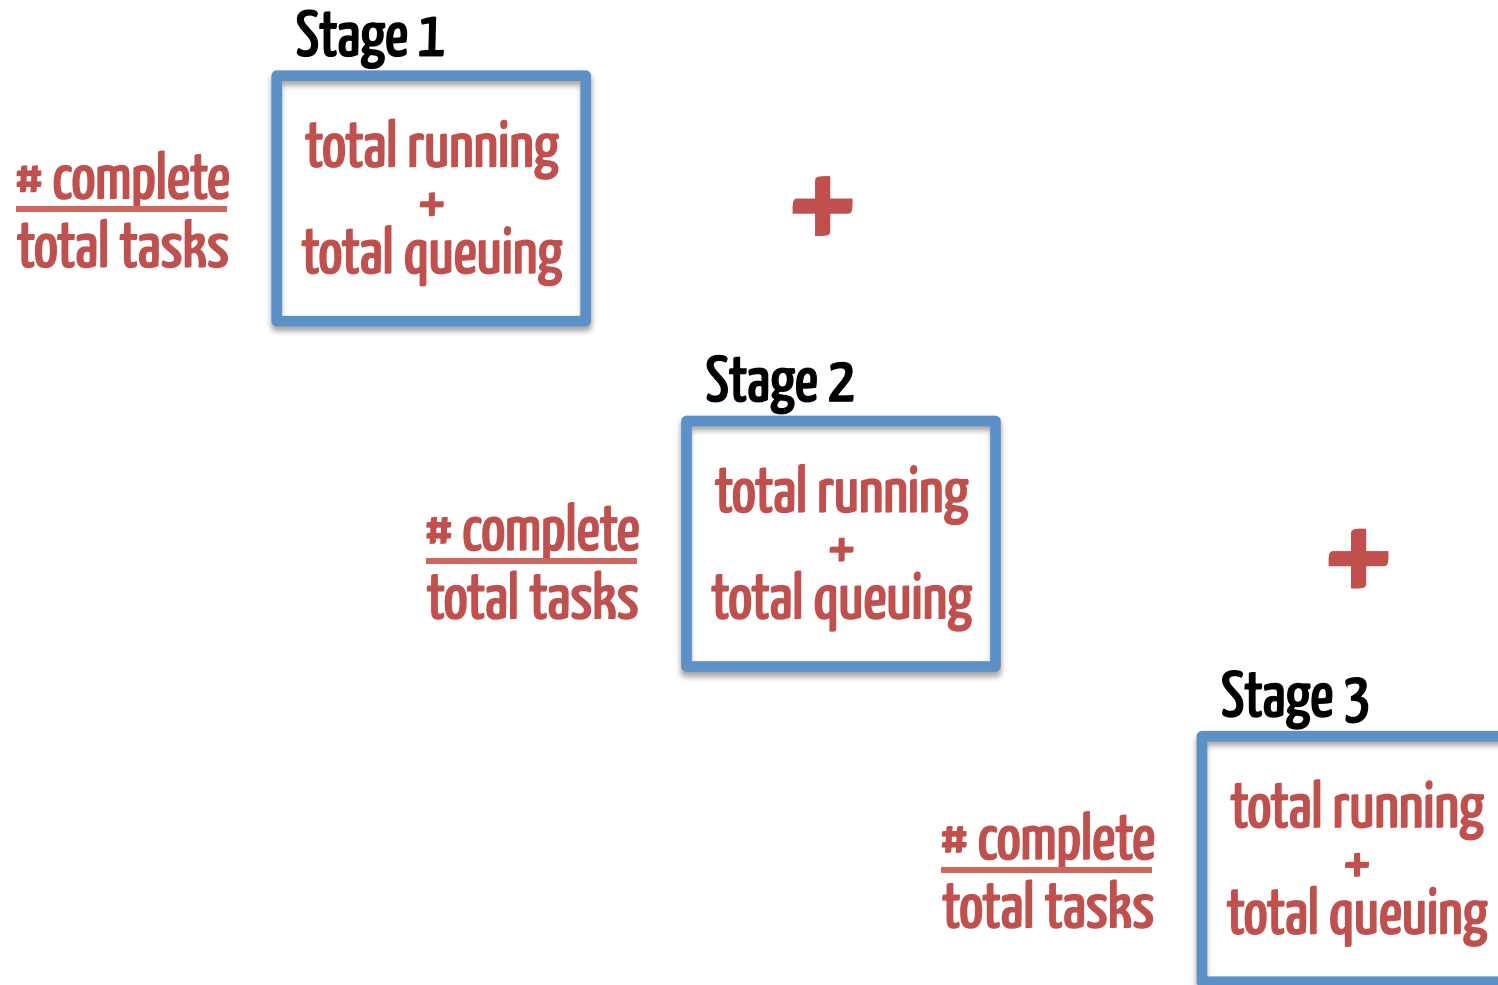 Stage 1
# complete
total tasks
total running
+
total queuing
+
Stage 2
# complete
total tasks
total running
+
total queuing
+
Stage 3
# complete
total tasks
total running
+
total queuing